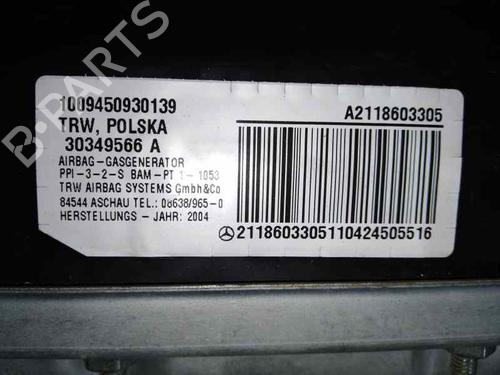 1009450930139
TRW, POLSKA
30349566 A
AIRBAG-GASGENERATOR
PPI-3-2-S BAM-PT 1- 1053
TRW AIRBAG SYSTEMS GmbH&Co
84544 ASCHAU TEL.: 08638/965-0
HERSTELLUNGS - JAHR: 2004
A2118603305
2118603305110424505516
B-PARTS